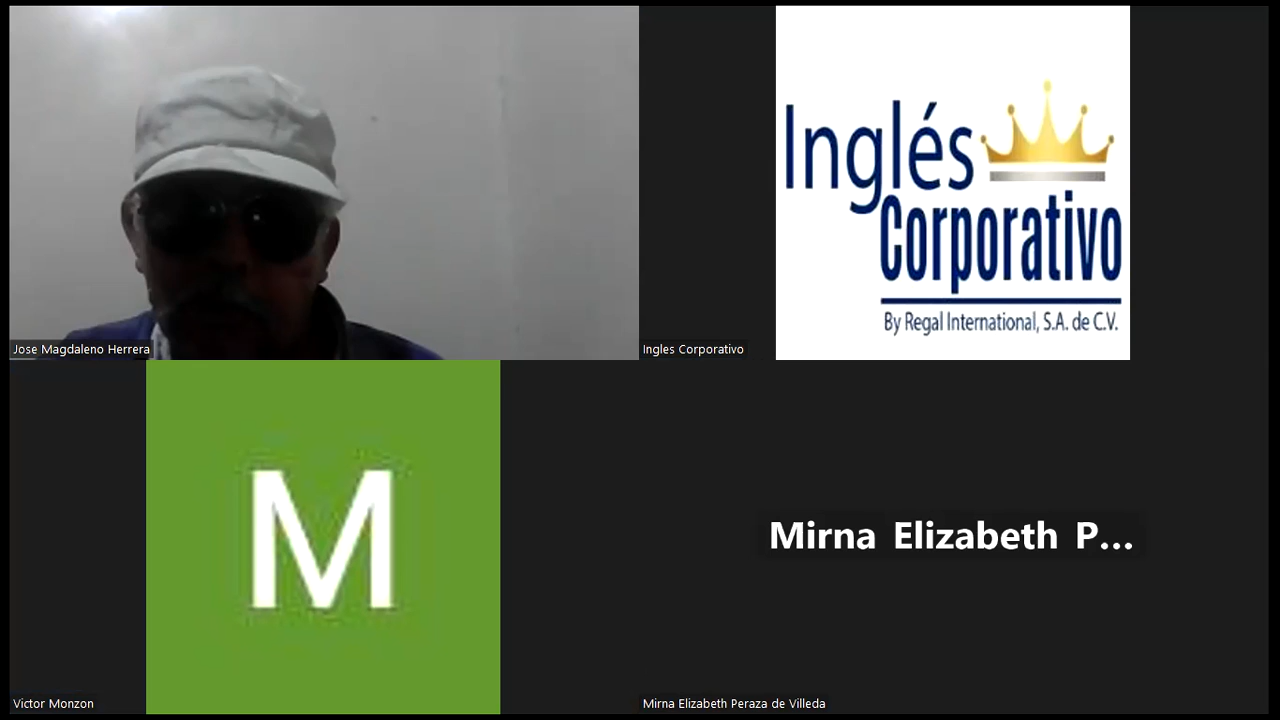 Inglés
Corporativo
By Regal International, S.A. de C.V.
Jose Magdaleno Herrera
Ingles Corporativo
M
Mirna Elizabeth P...
Victor Monzon
Mirna Elizabeth Peraza de Villeda